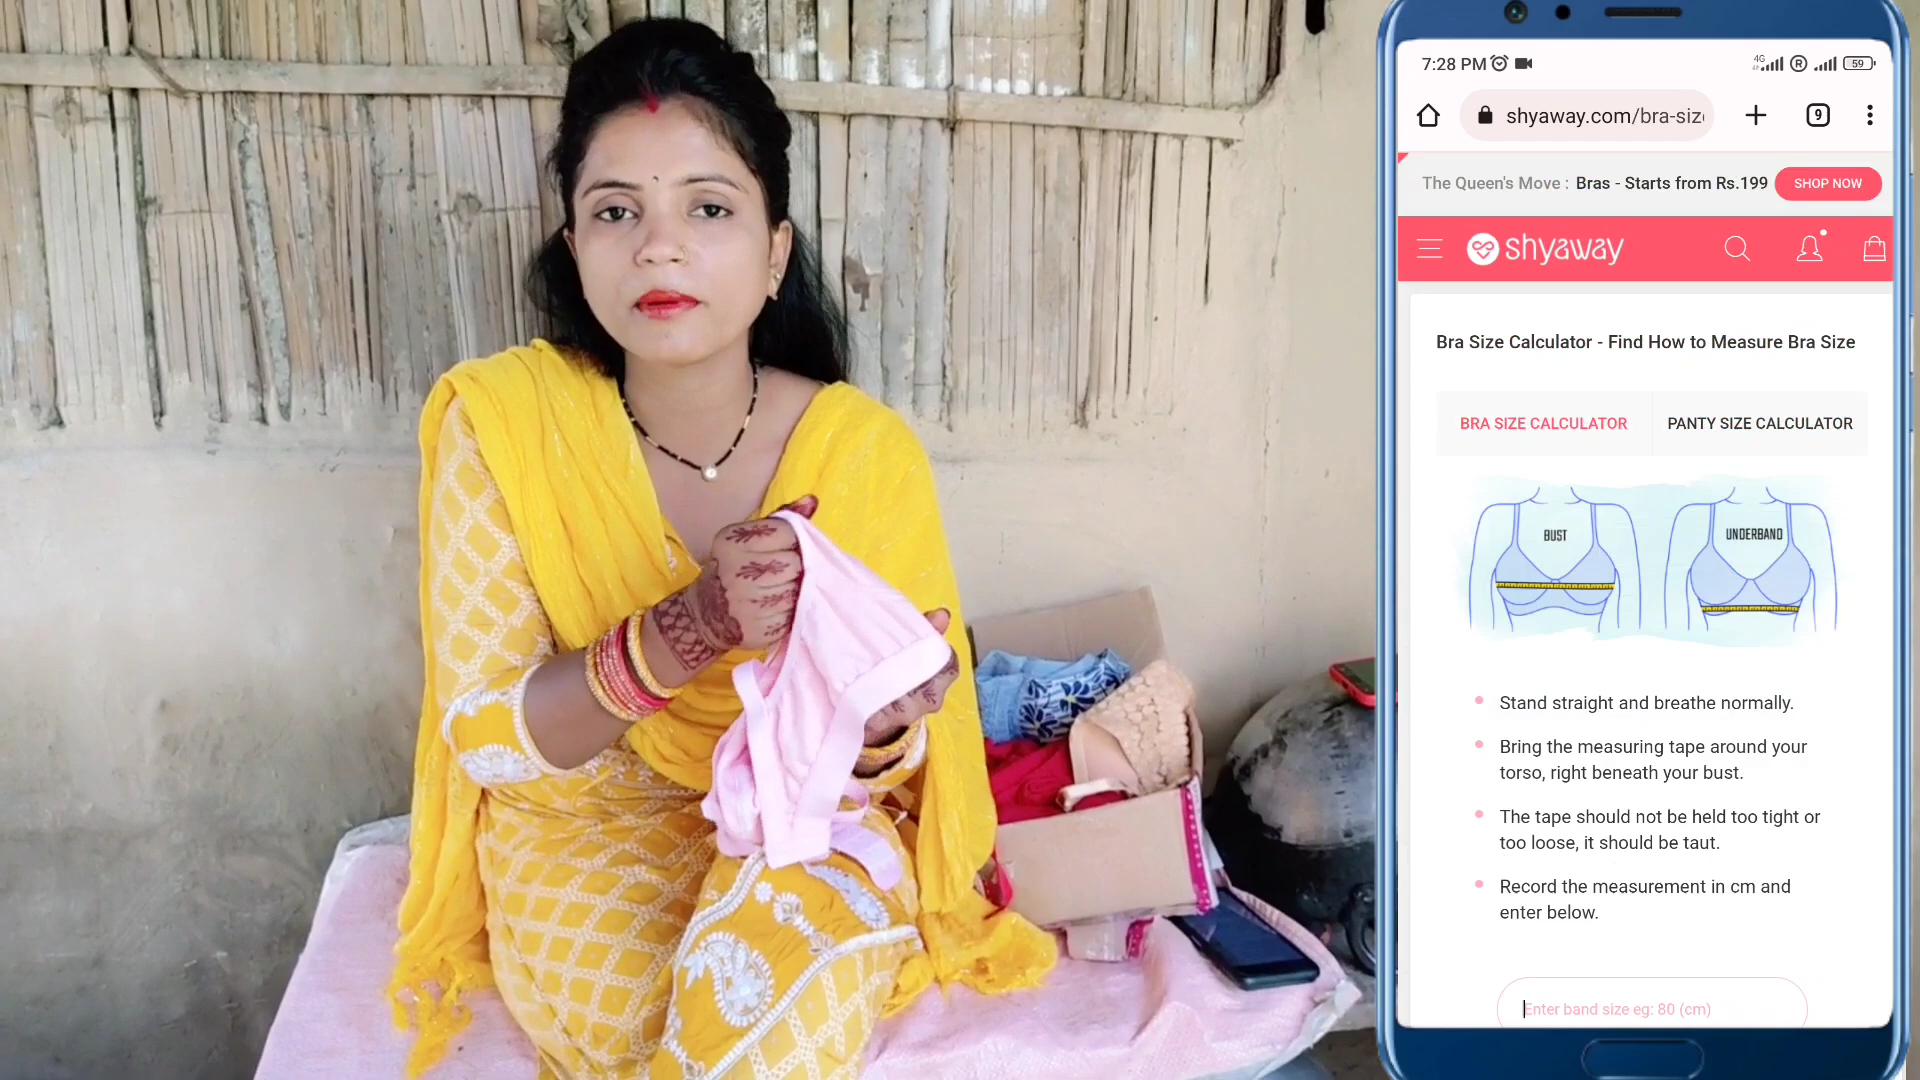 7:28 PM
4G
R
59
shyaway.com/bra-siz
9
The Queen's Move : Bras - Starts from Rs.199
SHOP NOW
shyaway
Bra Size Calculator - Find How to Measure Bra Size
BRA SIZE CALCULATOR
PANTY SIZE CALCULATOR
BUST
UNDERBAND
Stand straight and breathe normally.
Bring the measuring tape around your
torso, right beneath your bust.
The tape should not be held too tight or
too loose, it should be taut.
Record the measurement in cm and
enter below.
Enter band size eg: 80 (cm)